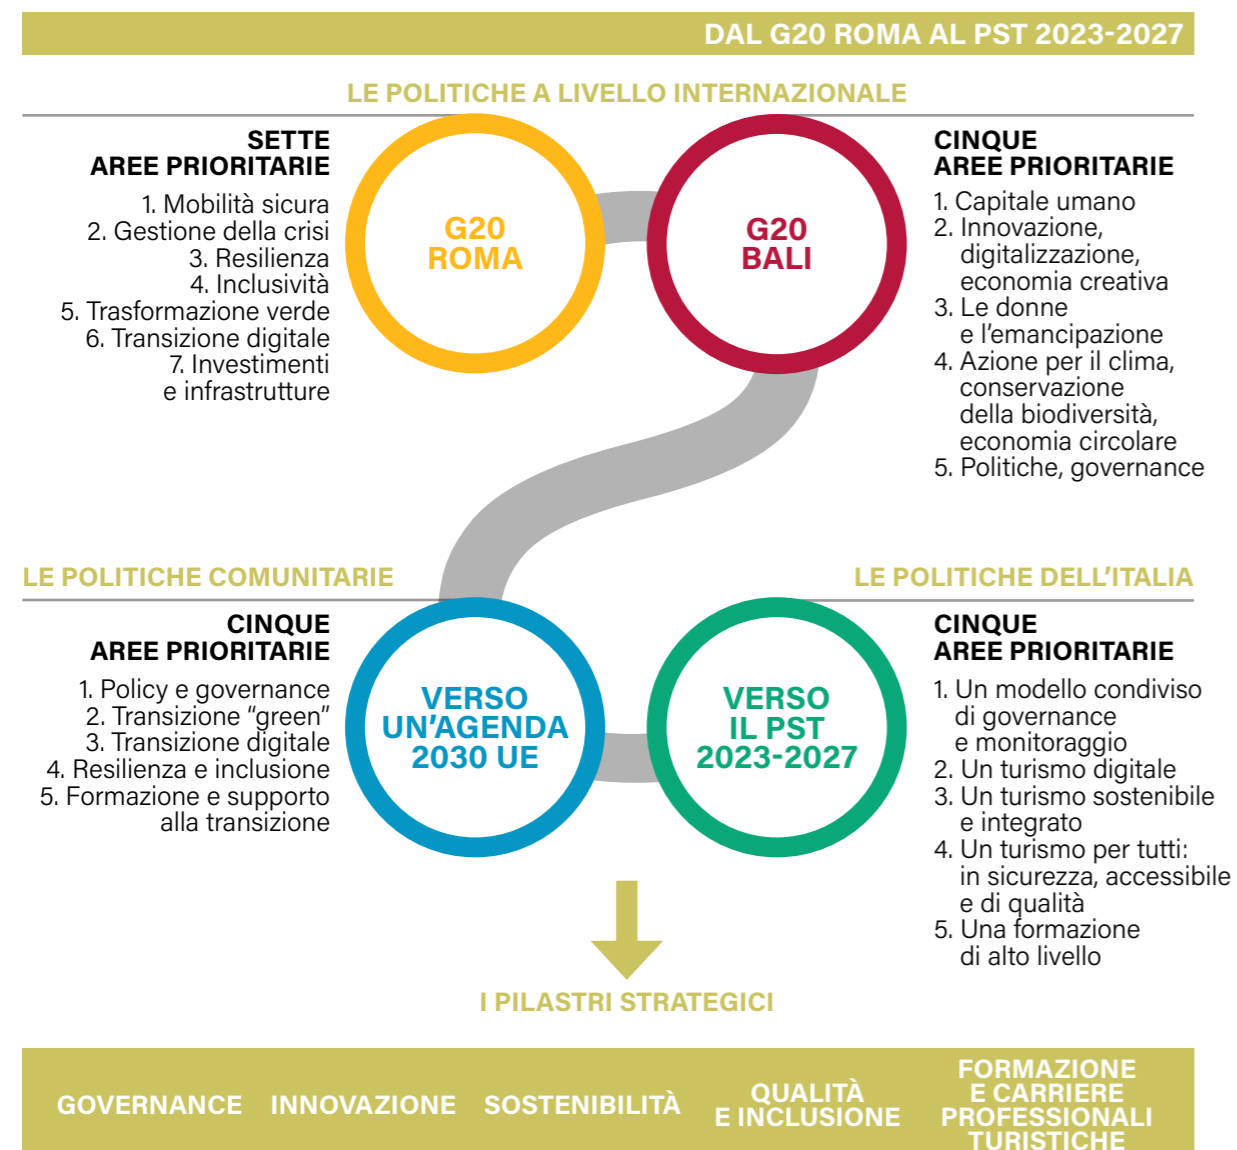 DAL G20 ROMA AL PST 2023-2027
LE POLITICHE A LIVELLO INTERNAZIONALE
SETTE
AREE PRIORITARIE
1. Mobilità sicura
2. Gestione della crisi
3. Resilienza
4. Inclusività
5. Trasformazione verde
6. Transizione digitale
7. Investimenti
e infrastrutture
G20
ROMA
G20
BALI
CINQUE
AREE PRIORITARIE
1. Capitale umano
2. Innovazione,
digitalizzazione,
economia creativa
3. Le donne
e l’emancipazione
4. Azione per il clima,
conservazione
della biodiversità,
economia circolare
5. Politiche, governance
LE POLITICHE COMUNITARIE
CINQUE
AREE PRIORITARIE
1. Policy e governance
2. Transizione “green”
3. Transizione digitale
4. Resilienza e inclusione
5. Formazione e supporto
alla transizione
VERSO
UN’AGENDA
2030 UE
VERSO
IL PST
2023-2027
LE POLITICHE DELL’ITALIA
CINQUE
AREE PRIORITARIE
1. Un modello condiviso
di governance
e monitoraggio
2. Un turismo digitale
3. Un turismo sostenibile
e integrato
4. Un turismo per tutti:
in sicurezza, accessibile
e di qualità
5. Una formazione
di alto livello
I PILASTRI STRATEGICI
GOVERNANCE
INNOVAZIONE
SOSTENIBILITÀ
QUALITÀ
E INCLUSIONE
FORMAZIONE
E CARRIERE
PROFESSIONALI
TURISTICHE